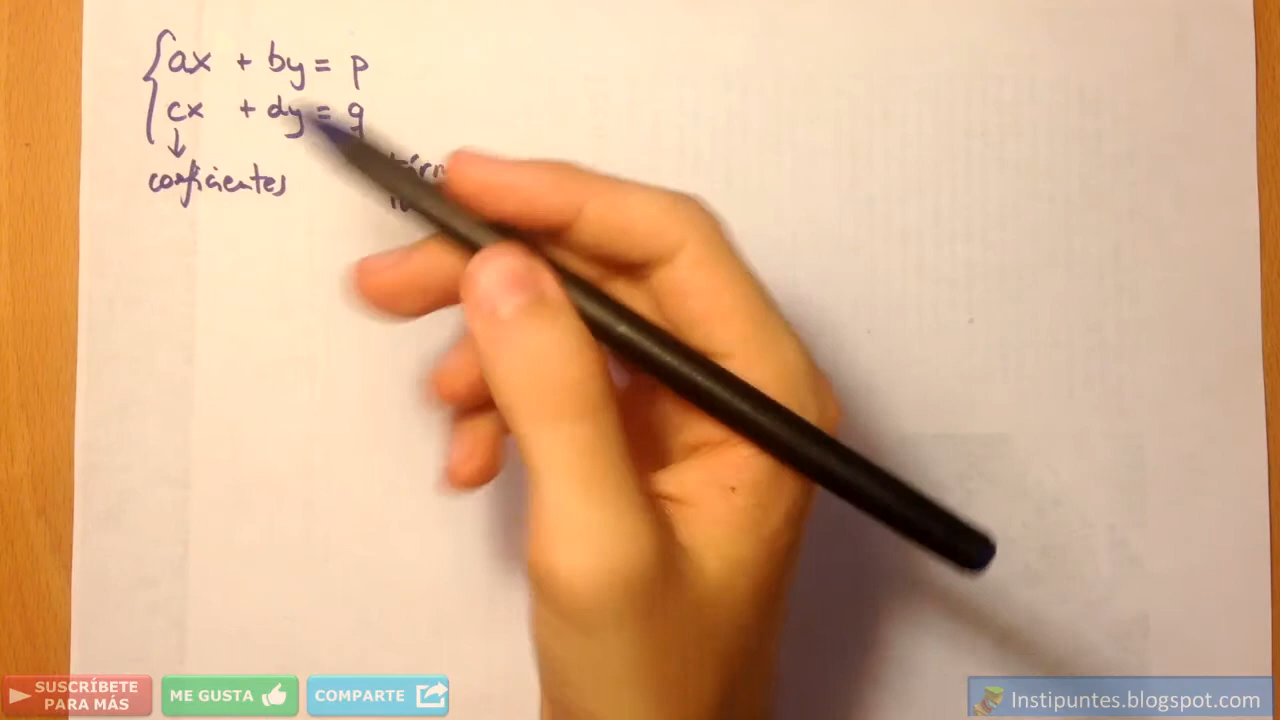 ax + by = p
cx + dy = q
coeficientes
SUSCRÍBETE
PARA MÁS
ME GUSTA
COMPARTE
Instipuntes.blogspot.com